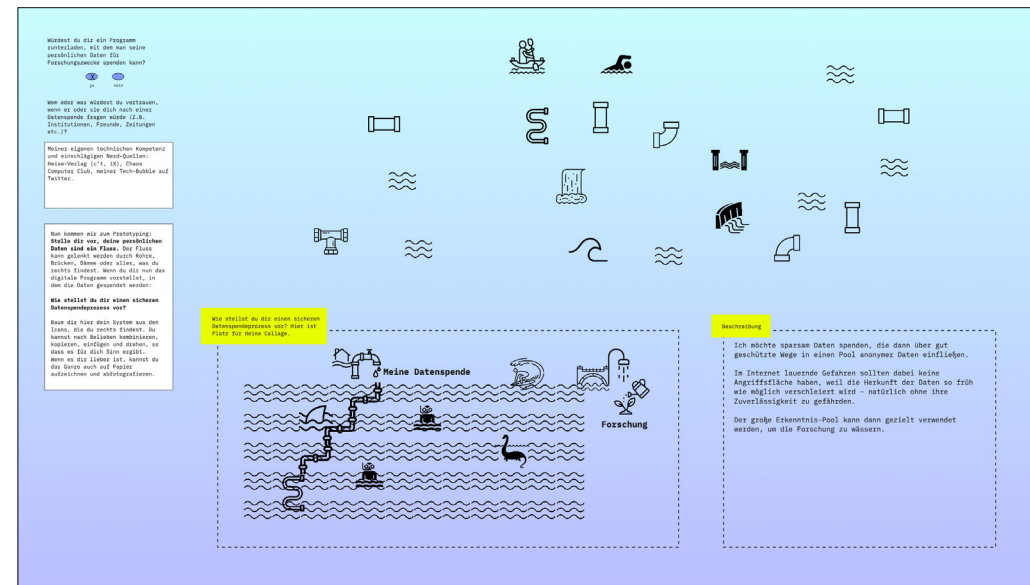 Würdest du dir ein Programm
runterladen, mit dem man seine
persönlichen Daten für
Forschungszwecke spenden kann?
X
ja nein
Wem oder was würdest du vertrauen,
wenn er oder sie dich nach einer
Datenspende fragen würde (Z.B.
Institutionen, Freunde, Zeitungen
etc.)?
Meiner eigenen technischen Kompetenz
und einschlägigen Nerd-Quellen:
Heise-Verlag (c't, iX), Chaos
Computer Club, meiner Tech-Bubble auf
Twitter.
Nun kommen wir zum Pretotyping:
Stelle dir vor, deine persönlichen
Daten sind ein Fluss. Der Fluss
kann gelenkt werden durch Rohre,
Brücken, Dämme oder alles, was du
rechts findest. Wenn du dir nun das
digitale Programm vorstellst, in
dem die Daten gespendet werden:
Wie stellst du dir einen sicheren
Datenspendeprozess vor?
Baue dir hier dein System aus den
Icons, die du rechts findest. Du
kannst nach Belieben kombinieren,
kopieren, einfügen und drehen, so
dass es für dich Sinn ergibt.
Wenn es dir lieber ist, kannst du
das Ganze auch auf Papier
aufzeichnen und abfotografieren.
Wie stellst du dir einen sicheren
Datenspendeprozess vor? Hier ist
Platz für deine Collage.
Meine Datenspende
Forschung
Beschreibung
Ich möchte sparsam Daten spenden, die dann über gut
geschützte Wege in einen Pool anonymer Daten einfließen.
Im Internet lauernde Gefahren sollten dabei keine
Angriffsfläche haben, weil die Herkunft der Daten so früh
wie möglich verschleiert wird – natürlich ohne ihre
Zuverlässigkeit zu gefährden.
Der große Erkenntnis-Pool kann dann gezielt verwendet
werden, um die Forschung zu wässern.